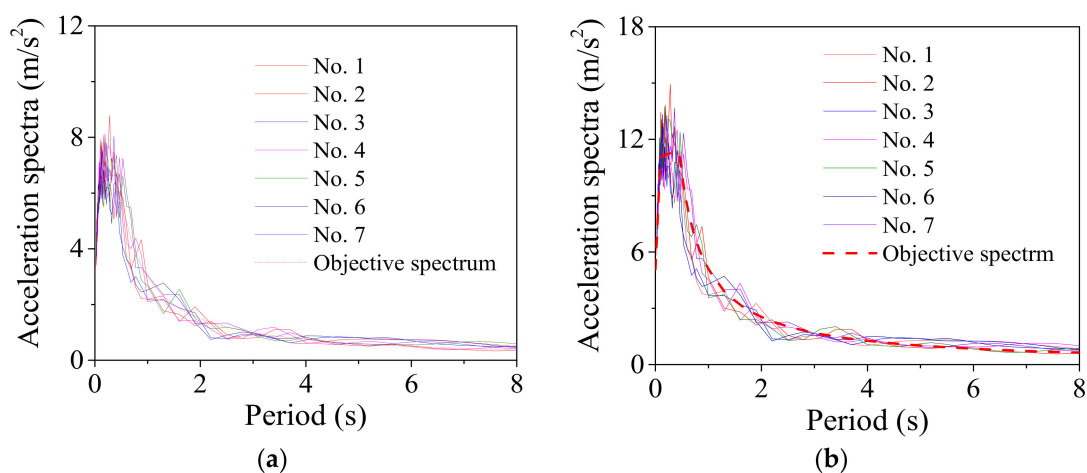 Acceleration spectra (m/s²)
12
8
4
0
No. 1
No. 2
No. 3
No. 4
No. 5
No. 6
No. 7
Objective spectrum
0 2 4 6 8
Period (s)
(a)
Acceleration spectra (m/s²)
18
12
6
0
No. 1
No. 2
No. 3
No. 4
No. 5
No. 6
No. 7
Objective spectrm
0 2 4 6 8
Period (s)
(b)